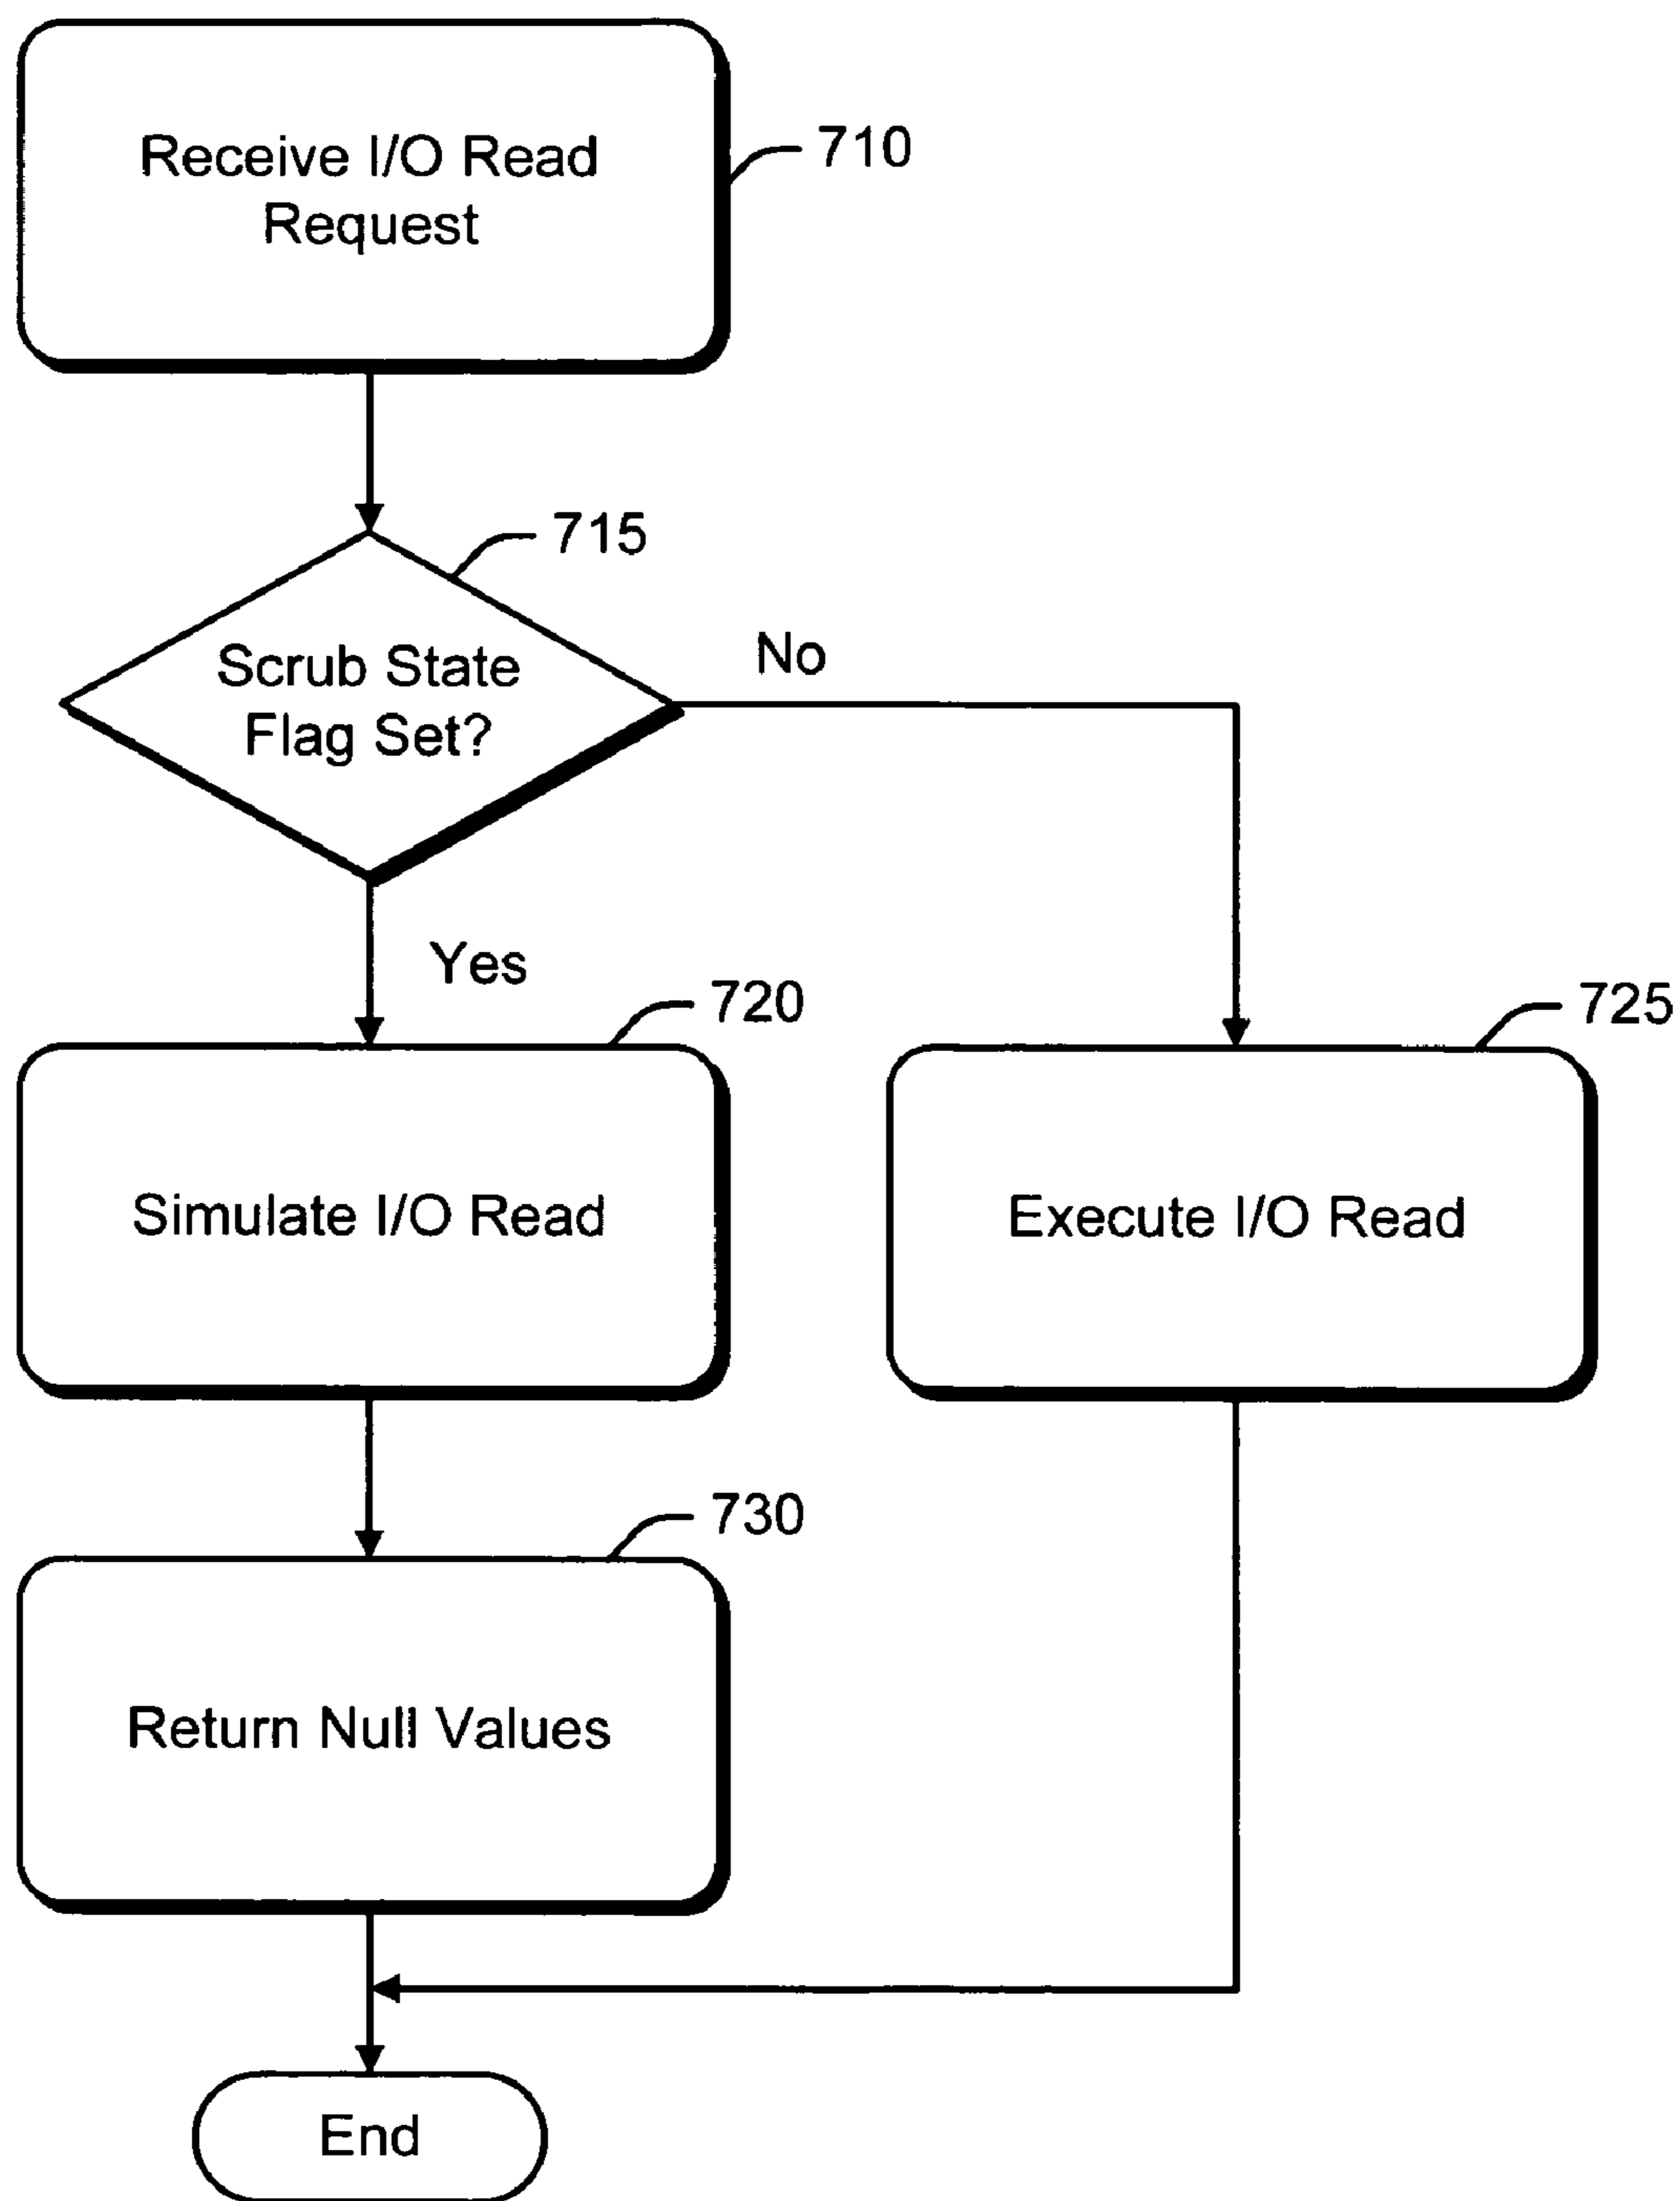 Receive I/O Read
Request
710
715
Scrub State
Flag Set?
No
Yes
720
725
Simulate I/O Read
Execute I/O Read
730
Return Null Values
End